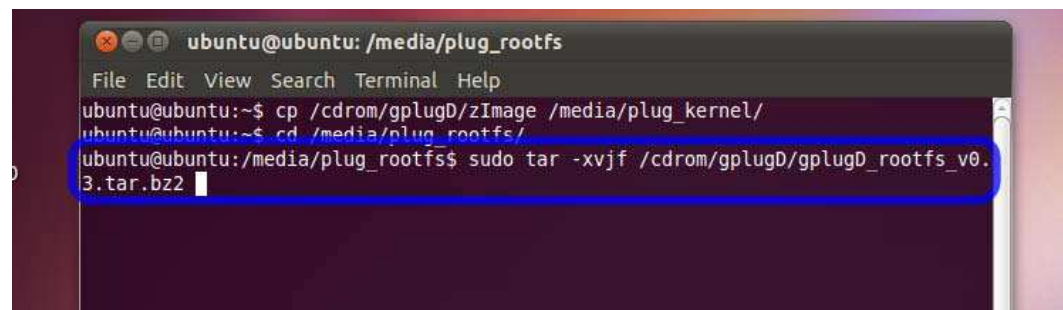 ubuntu@ubuntu: /media/plug_rootfs
File Edit View Search Terminal Help
ubuntu@ubuntu:~$ cp /cdrom/gplugD/zImage /media/plug_kernel/
ubuntu@ubuntu:~$ cd /media/plug_rootfs/
ubuntu@ubuntu:/media/plug_rootfs$ sudo tar -xvjf /cdrom/gplugD/gplugD_rootfs_v0.
3.tar.bz2